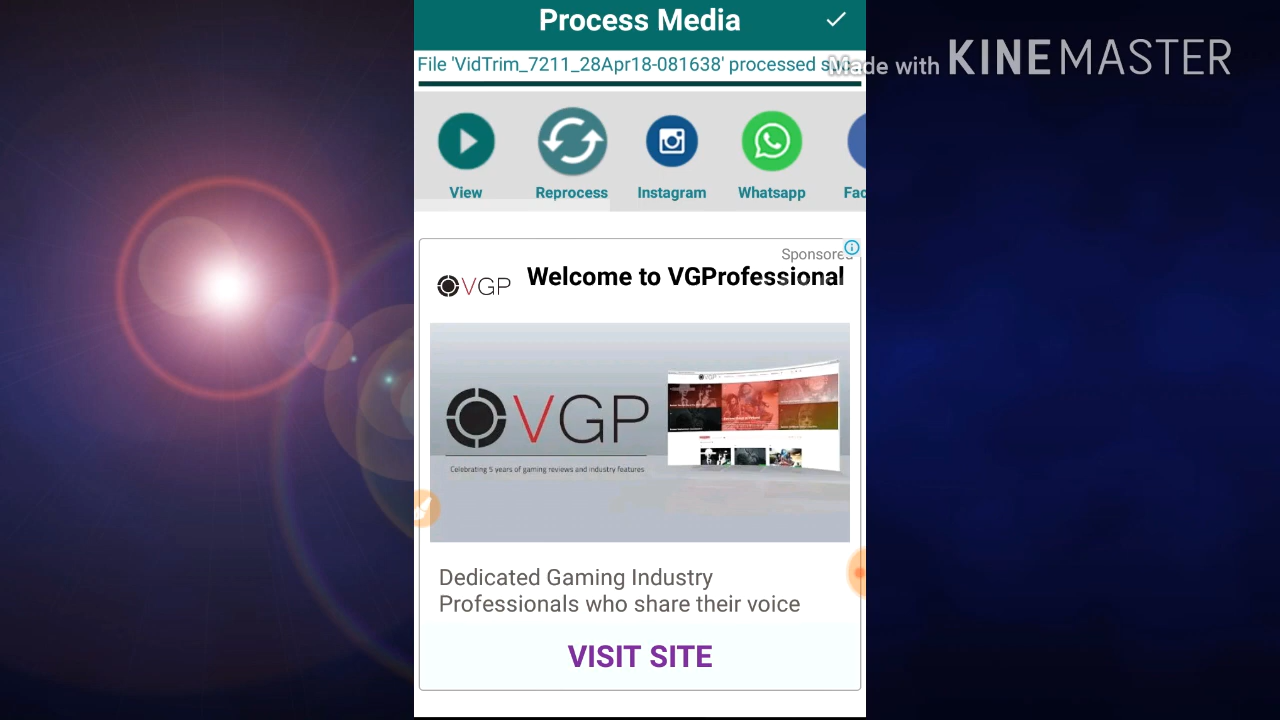 Process Media
File 'VidTrim_7211_28Apr18-081638' processed
Made with KINEMASTER
View
Reprocess
Instagram
Whatsapp
Fac
Sponsored
VGP
Welcome to VGProfessional
VGP
Celebrating 5 years of gaming reviews and industry features
Dedicated Gaming Industry
Professionals who share their voice
VISIT SITE